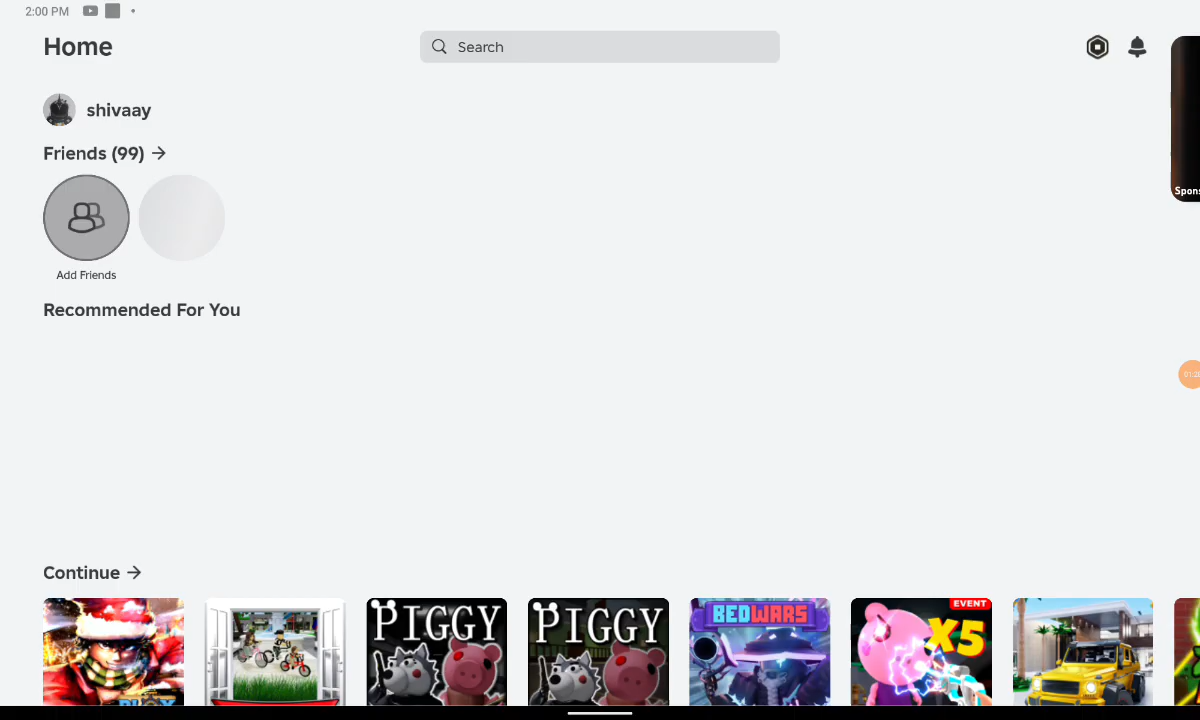 2:00 PM
Home
Search
shivaay
Friends (99)
Add Friends
Recommended For You
Continue
PIGGY
PIGGY
BEDWARS
EVENT
X5